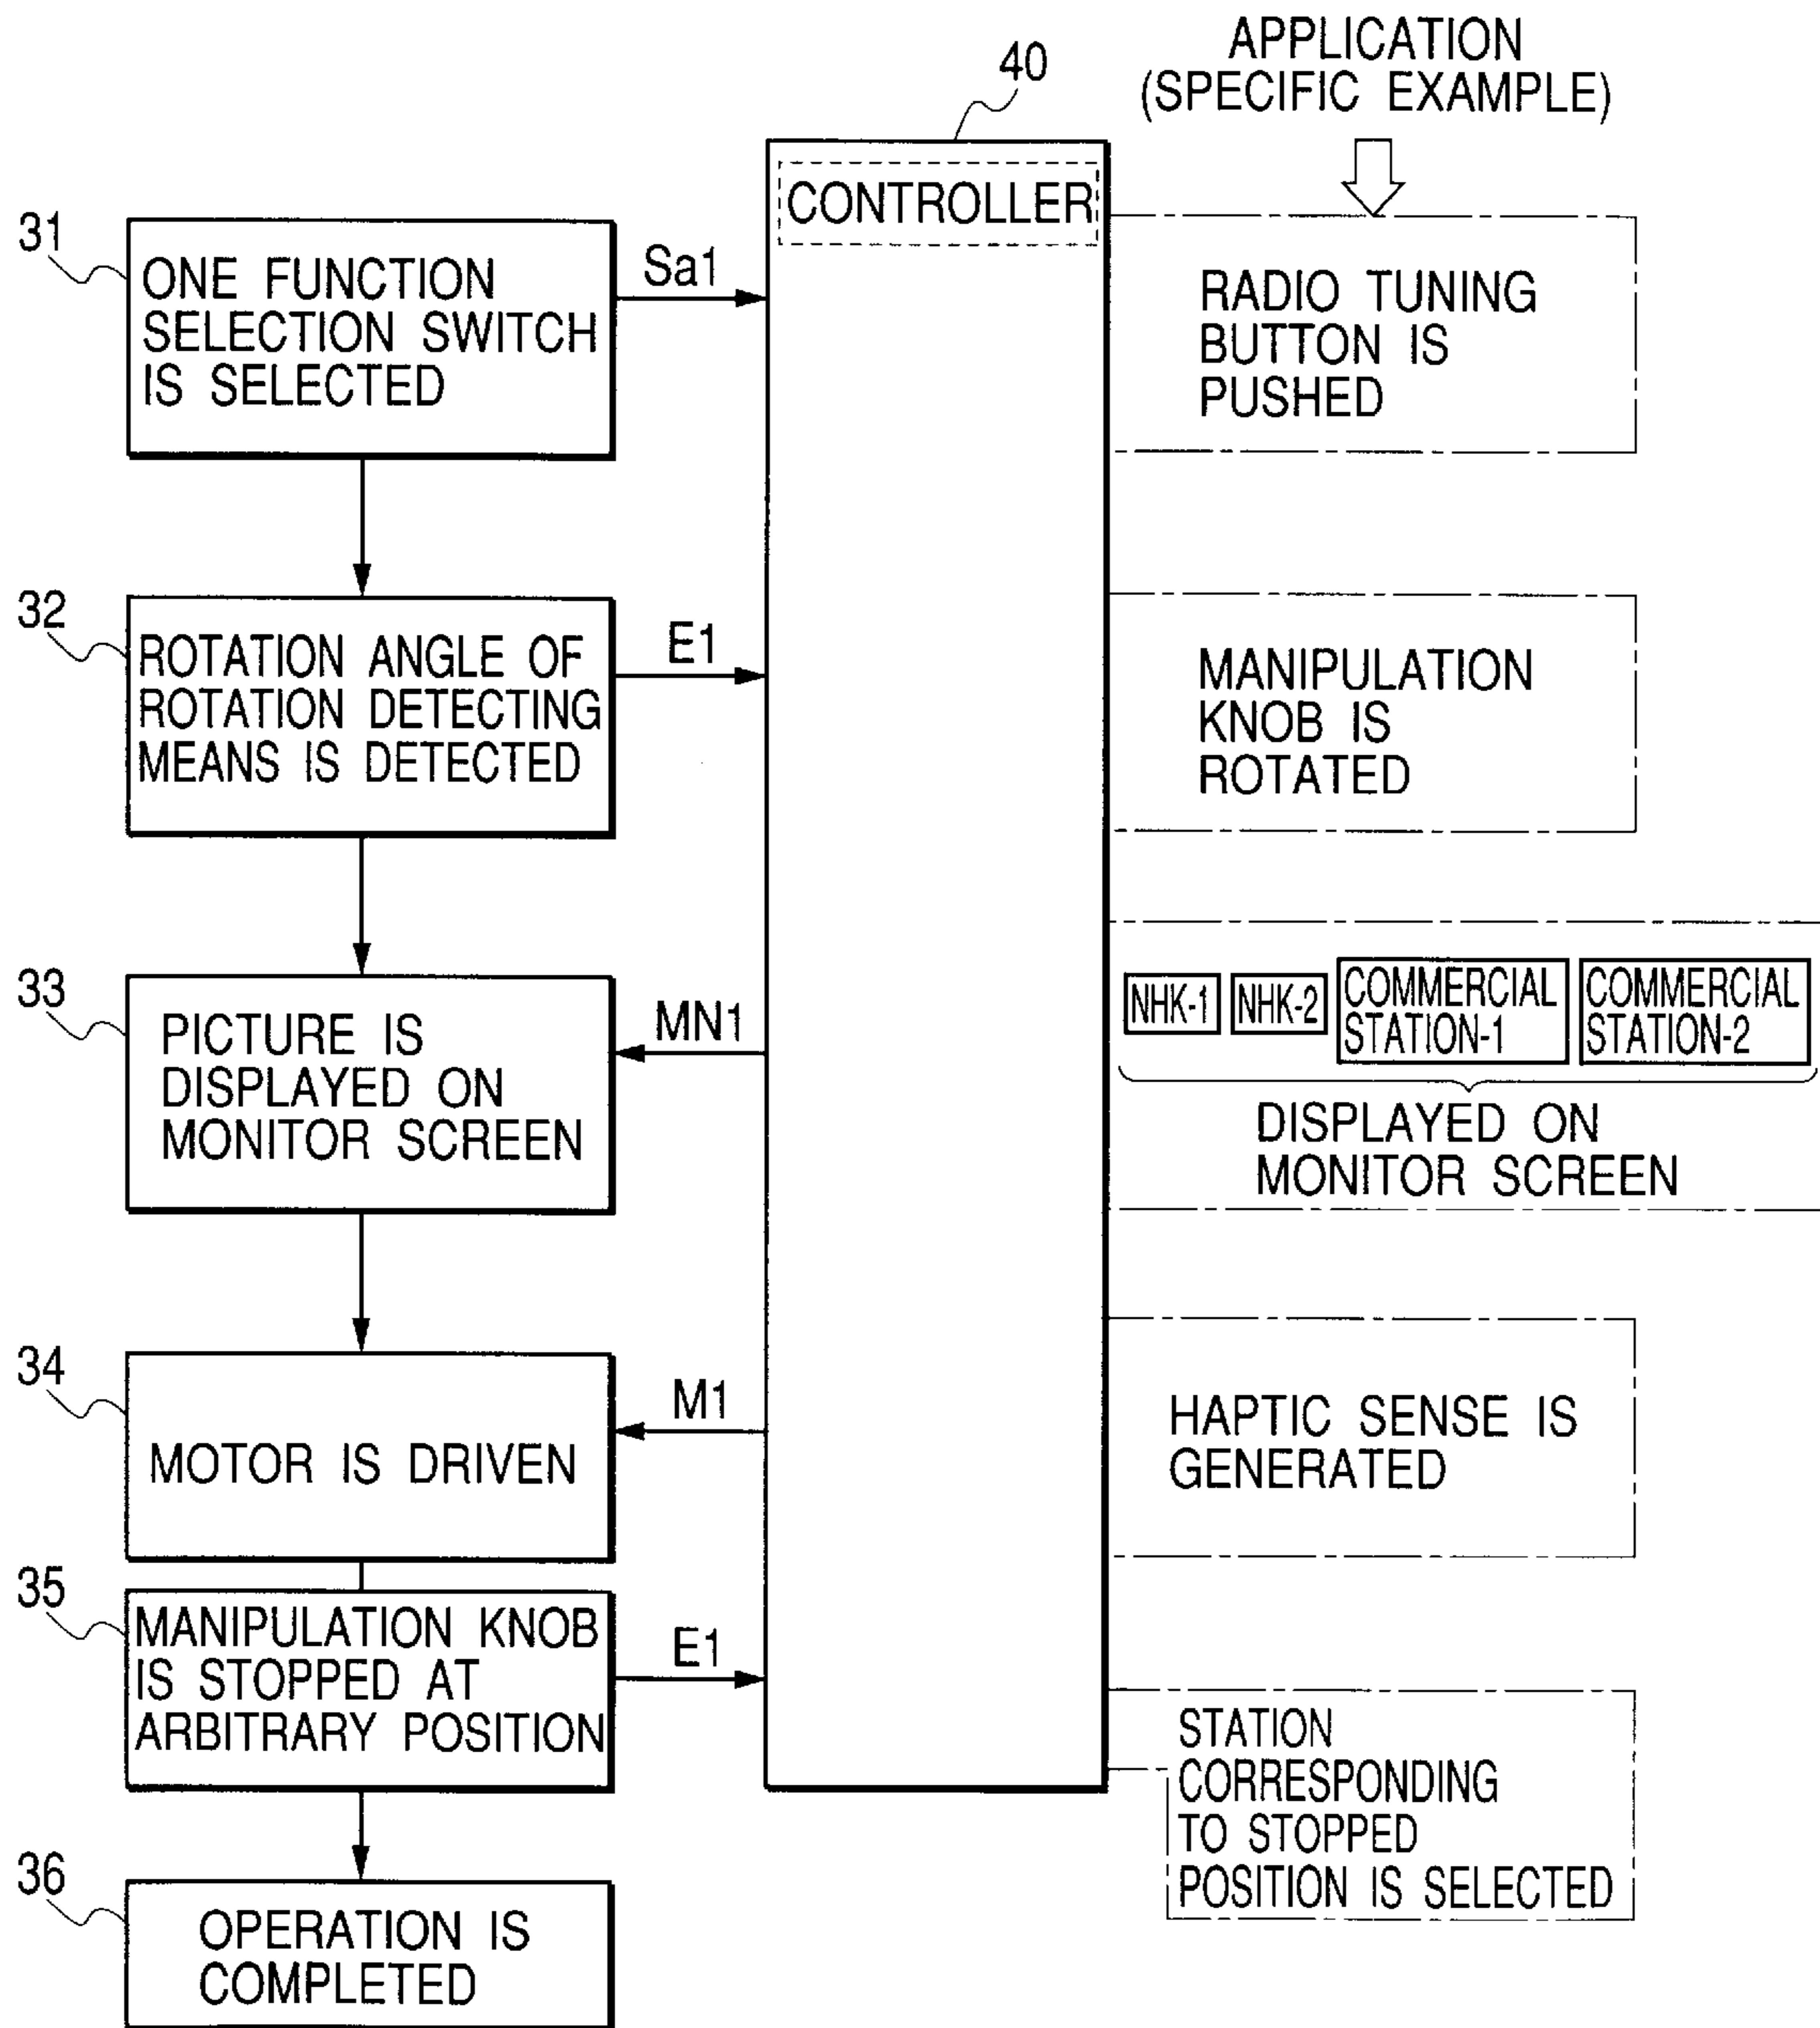 APPLICATION
(SPECIFIC EXAMPLE)
40
CONTROLLER
31
ONE FUNCTION
SELECTION SWITCH
IS SELECTED
Sa1
RADIO TUNING
BUTTON IS
PUSHED
32
ROTATION ANGLE OF
ROTATION DETECTING
MEANS IS DETECTED
E1
MANIPULATION
KNOB IS
ROTATED
33
PICTURE IS
DISPLAYED ON
MONITOR SCREEN
MN1
NHK-1
NHK-2
COMMERCIAL
STATION-1
COMMERCIAL
STATION-2
DISPLAYED ON
MONITOR SCREEN
34
MOTOR IS DRIVEN
M1
HAPTIC SENSE IS
GENERATED
35
MANIPULATION KNOB
IS STOPPED AT
ARBITRARY POSITION
E1
STATION
CORRESPONDING
TO STOPPED
POSITION IS SELECTED
36
OPERATION IS
COMPLETED